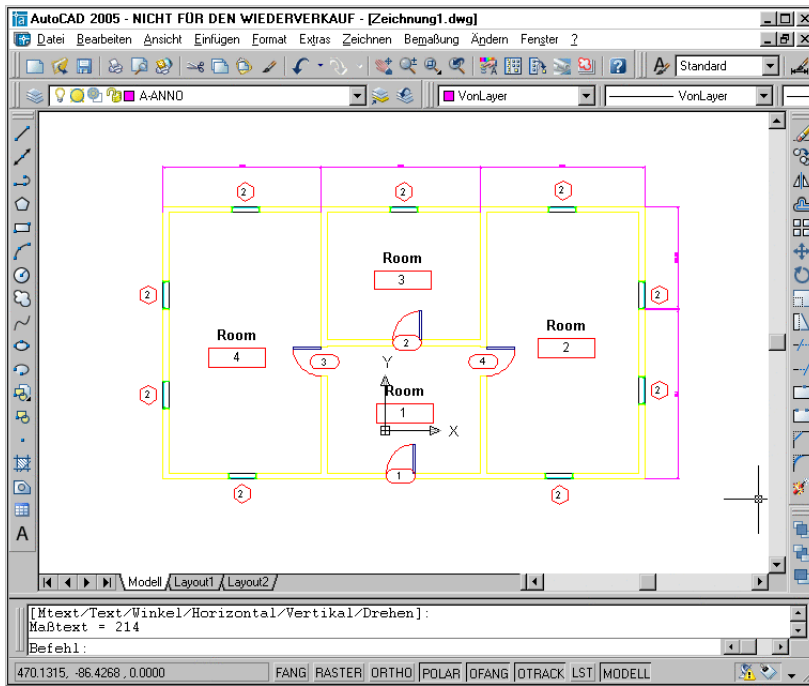 AutoCAD 2005 - NICHT FÜR DEN WIEDERVERKAUF - [Zeichnung1.dwg]
Datei Bearbeiten Ansicht Einfügen Format Extras Zeichnen Bemaßung Ändern Fenster ?
Standard
A-ANNO VonLayer VonLayer
2 2 2
Room
3
2 2
Room
4
Room
2
2
3 4
Y
2 2
Room
1
X
1
2 2
Modell Layout1 Layout2
[Mtext/Text/Winkel/Horizontal/Vertikal/Drehen]:
Maßtext = 214
Befehl:
470.1315, -86.4268 , 0.0000 FANG RASTER ORTHO POLAR OFANG OTRACK LST MODELL